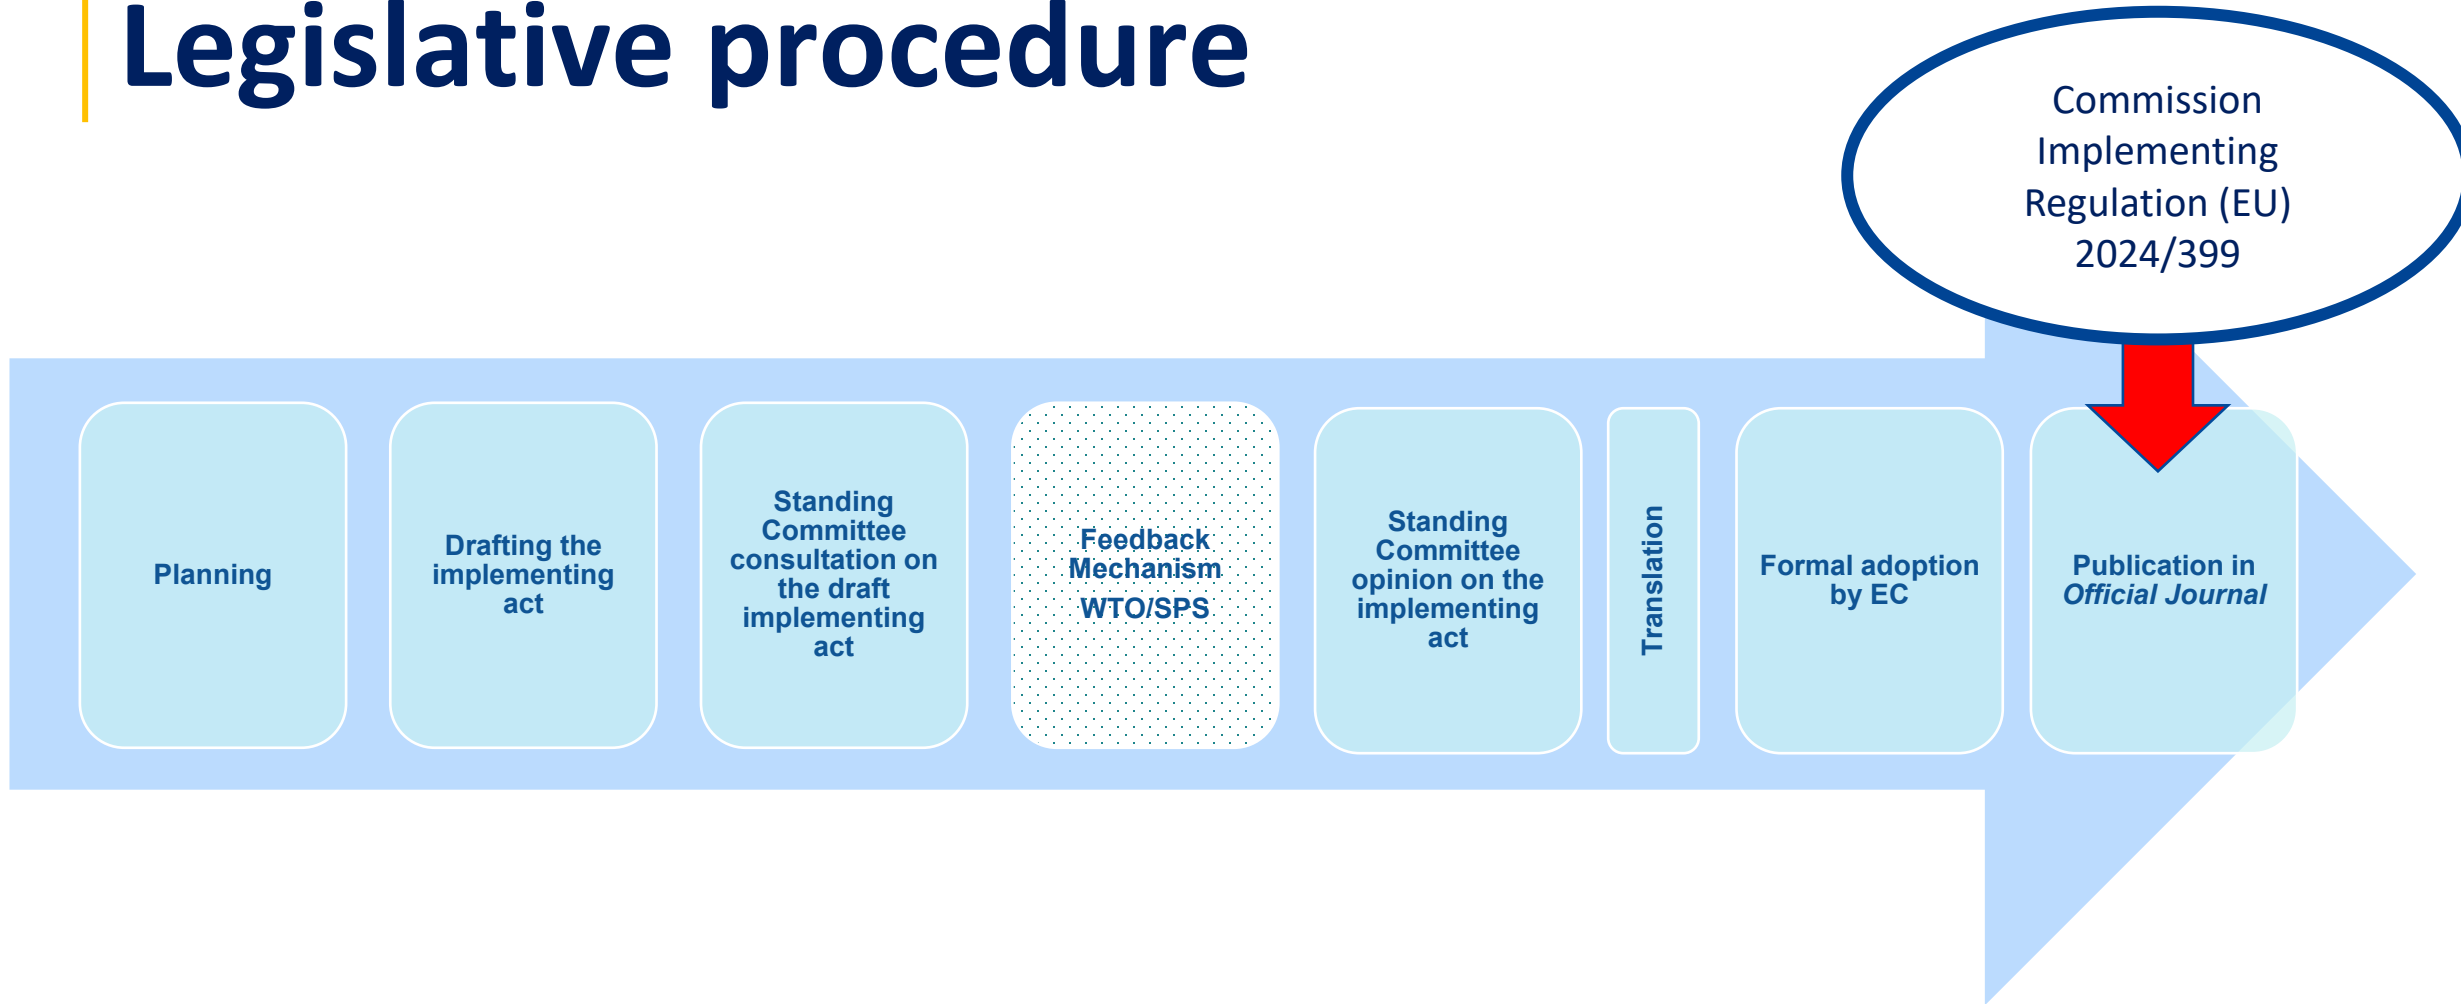 Legislative procedure
Commission
Implementing
Regulation (EU)
2024/399
Planning
Drafting the
implementing
act
Standing
Committee
consultation on
the draft
implementing
act
Feedback
Mechanism
WTO/SPS
Standing
Committee
opinion on the
implementing
act
Translation
Formal adoption
by EC
Publication in
Official Journal